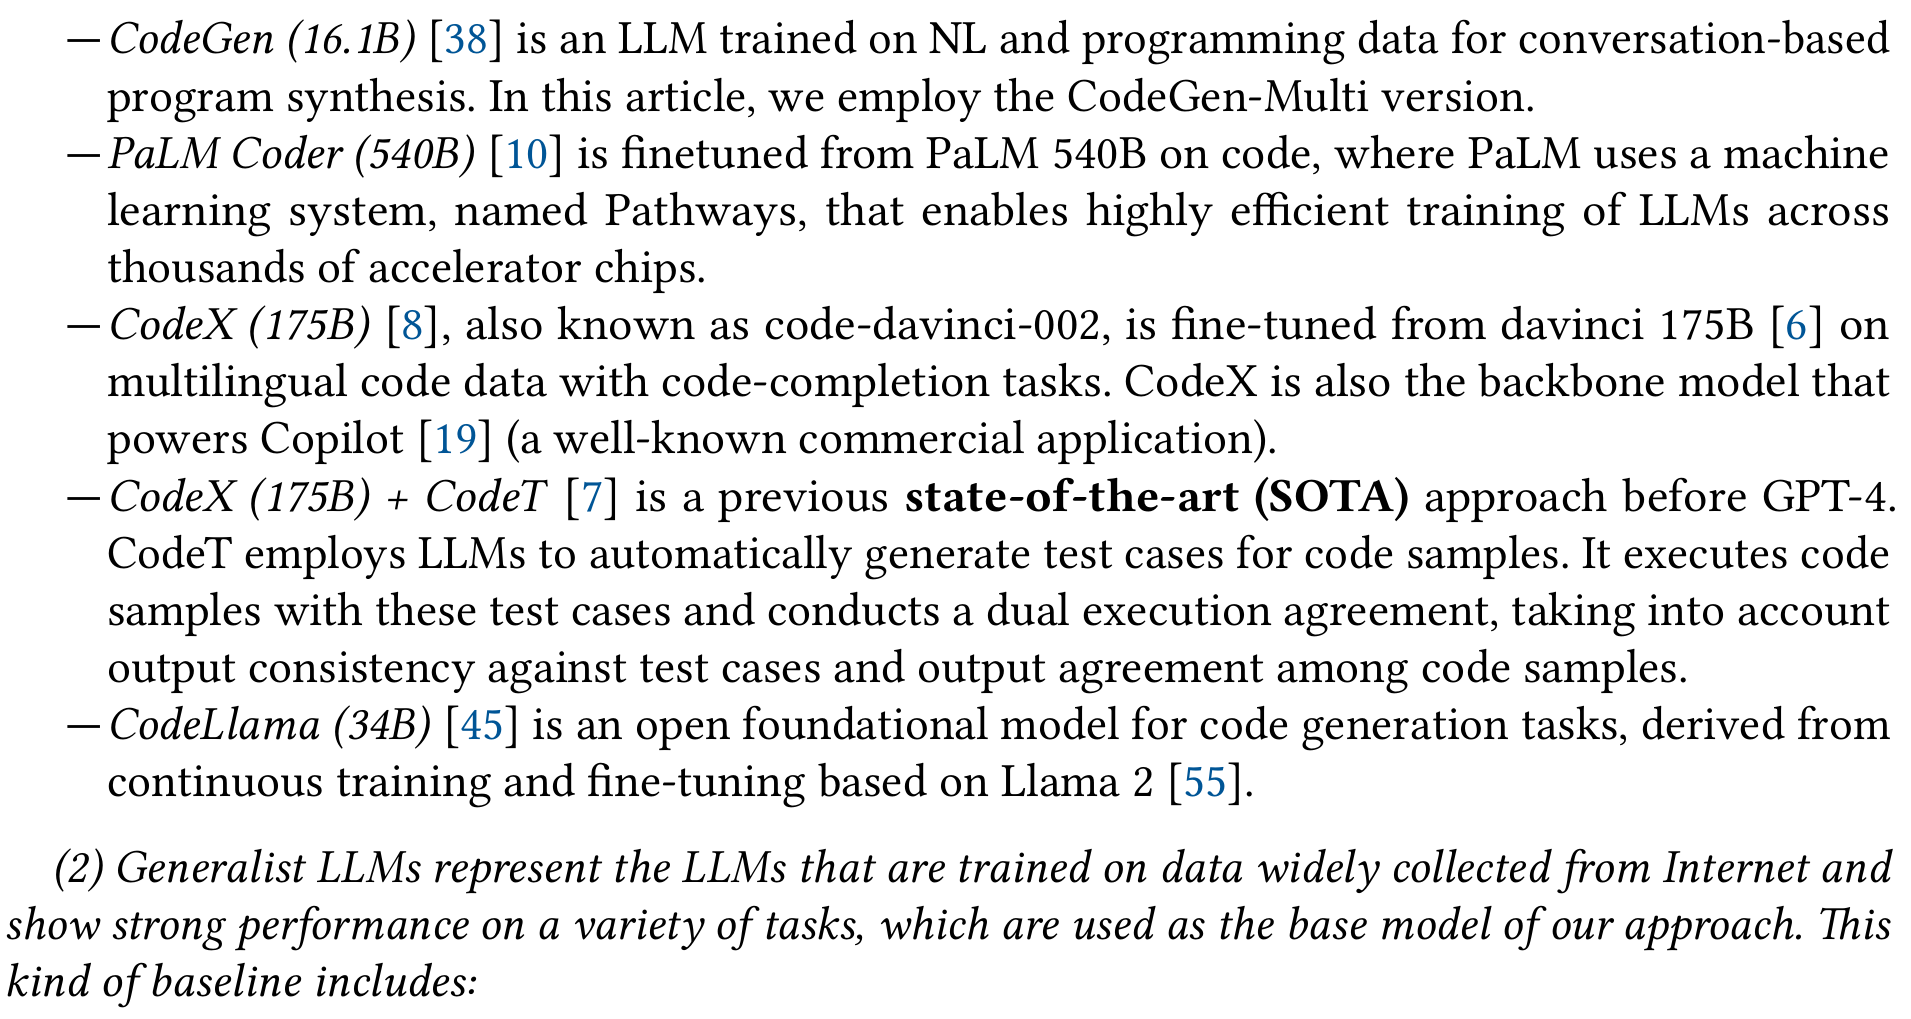 — CodeGen (16.1B) [38] is an LLM trained on NL and programming data for conversation-based
program synthesis. In this article, we employ the CodeGen-Multi version.
— PaLM Coder (540B) [10] is finetuned from PaLM 540B on code, where PaLM uses a machine
learning system, named Pathways, that enables highly efficient training of LLMs across
thousands of accelerator chips.
— CodeX (175B) [8], also known as code-davinci-002, is fine-tuned from davinci 175B [6] on
multilingual code data with code-completion tasks. CodeX is also the backbone model that
powers Copilot [19] (a well-known commercial application).
— CodeX (175B) + CodeT [7] is a previous state-of-the-art (SOTA) approach before GPT-4.
CodeT employs LLMs to automatically generate test cases for code samples. It executes code
samples with these test cases and conducts a dual execution agreement, taking into account
output consistency against test cases and output agreement among code samples.
— CodeLlama (34B) [45] is an open foundational model for code generation tasks, derived from
continuous training and fine-tuning based on Llama 2 [55].
(2) Generalist LLMs represent the LLMs that are trained on data widely collected from Internet and
show strong performance on a variety of tasks, which are used as the base model of our approach. This
kind of baseline includes: